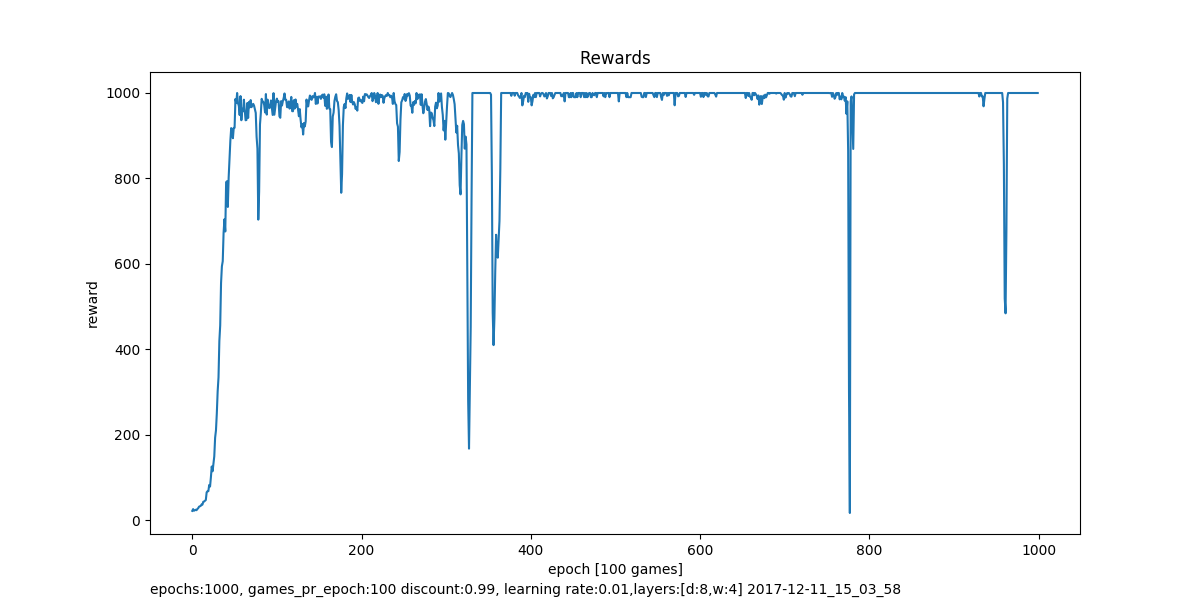 Rewards
1000
800
600
400
200
0
reward
0 200 400 600 800 1000
epoch [100 games]
epochs:1000, games_pr_epoch:100 discount:0.99, learning rate:0.01,layers:[d:8,w:4] 2017-12-11_15_03_58